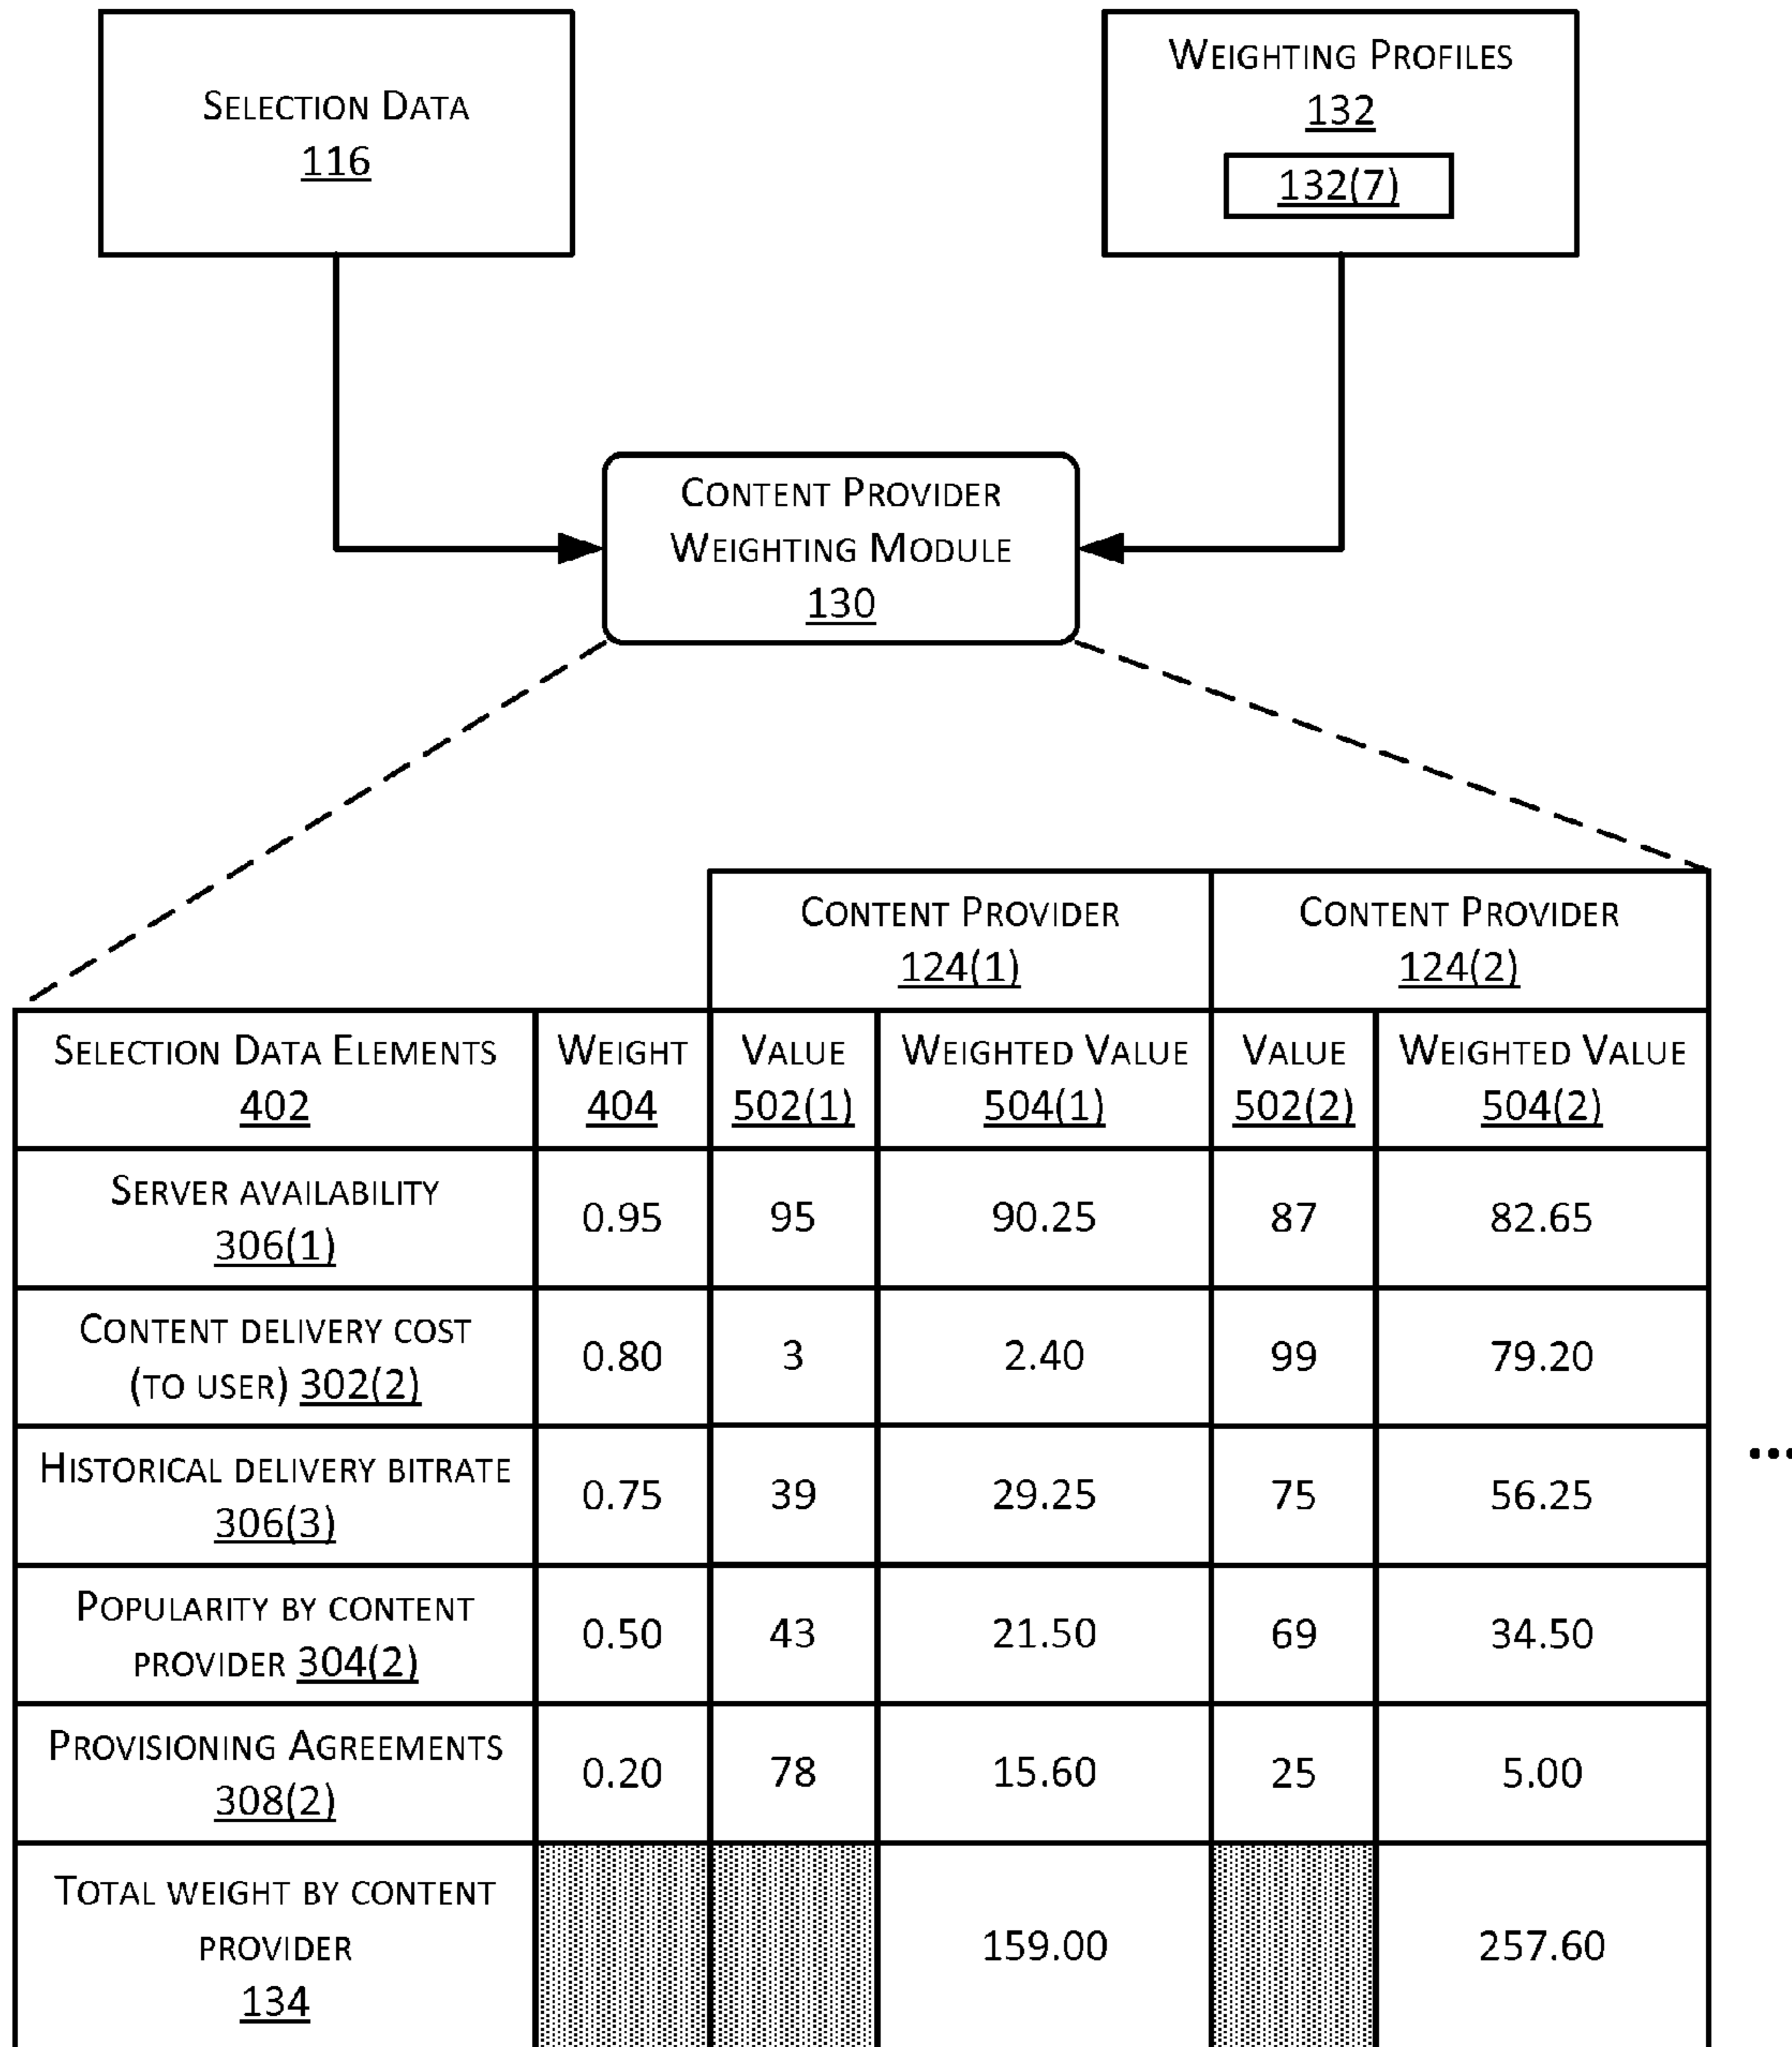 Selection Data
116
Weighting Profiles
132
132(7)
Content Provider
Weighting Module
130
Content Provider
124(1)
Content Provider
124(2)
Selection Data Elements
402
Weight
404
Value
502(1)
Weighted Value
504(1)
Value
502(2)
Weighted Value
504(2)
Server availability
306(1)
0.95
95
90.25
87
82.65
Content delivery cost
(to user) 302(2)
0.80
3
2.40
99
79.20
Historical delivery bitrate
306(3)
0.75
39
29.25
75
56.25
...
Popularity by content
provider 304(2)
0.50
43
21.50
69
34.50
Provisioning Agreements
308(2)
0.20
78
15.60
25
5.00
Total weight by content
provider
134
159.00
257.60